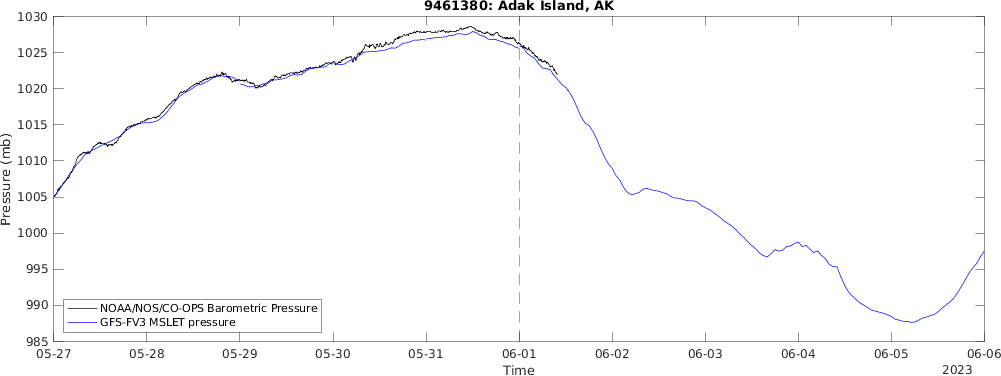 9461380: Adak Island, AK
Pressure (mb)
1030
1025
1020
1015
1010
1005
1000
995
990
985
NOAA/NOS/CO-OPS Barometric Pressure
GFS-FV3 MSLET pressure
05-27 05-28 05-29 05-30 05-31 06-01 06-02 06-03 06-04 06-05 06-06
Time
2023